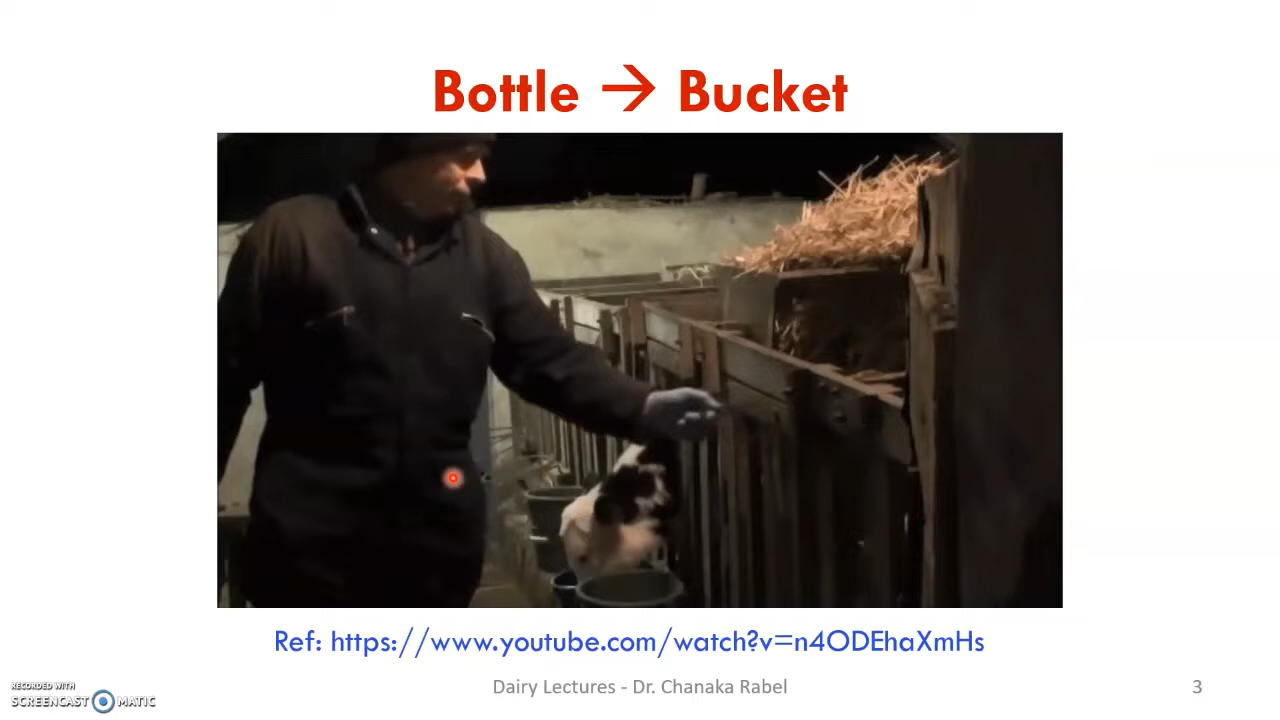 Bottle → Bucket
Ref: https://www.youtube.com/watch?v=n4ODEhaXmHs
RECORDED WITH
SCREENCAST MATIC
Dairy Lectures - Dr. Chanaka Rabel
3